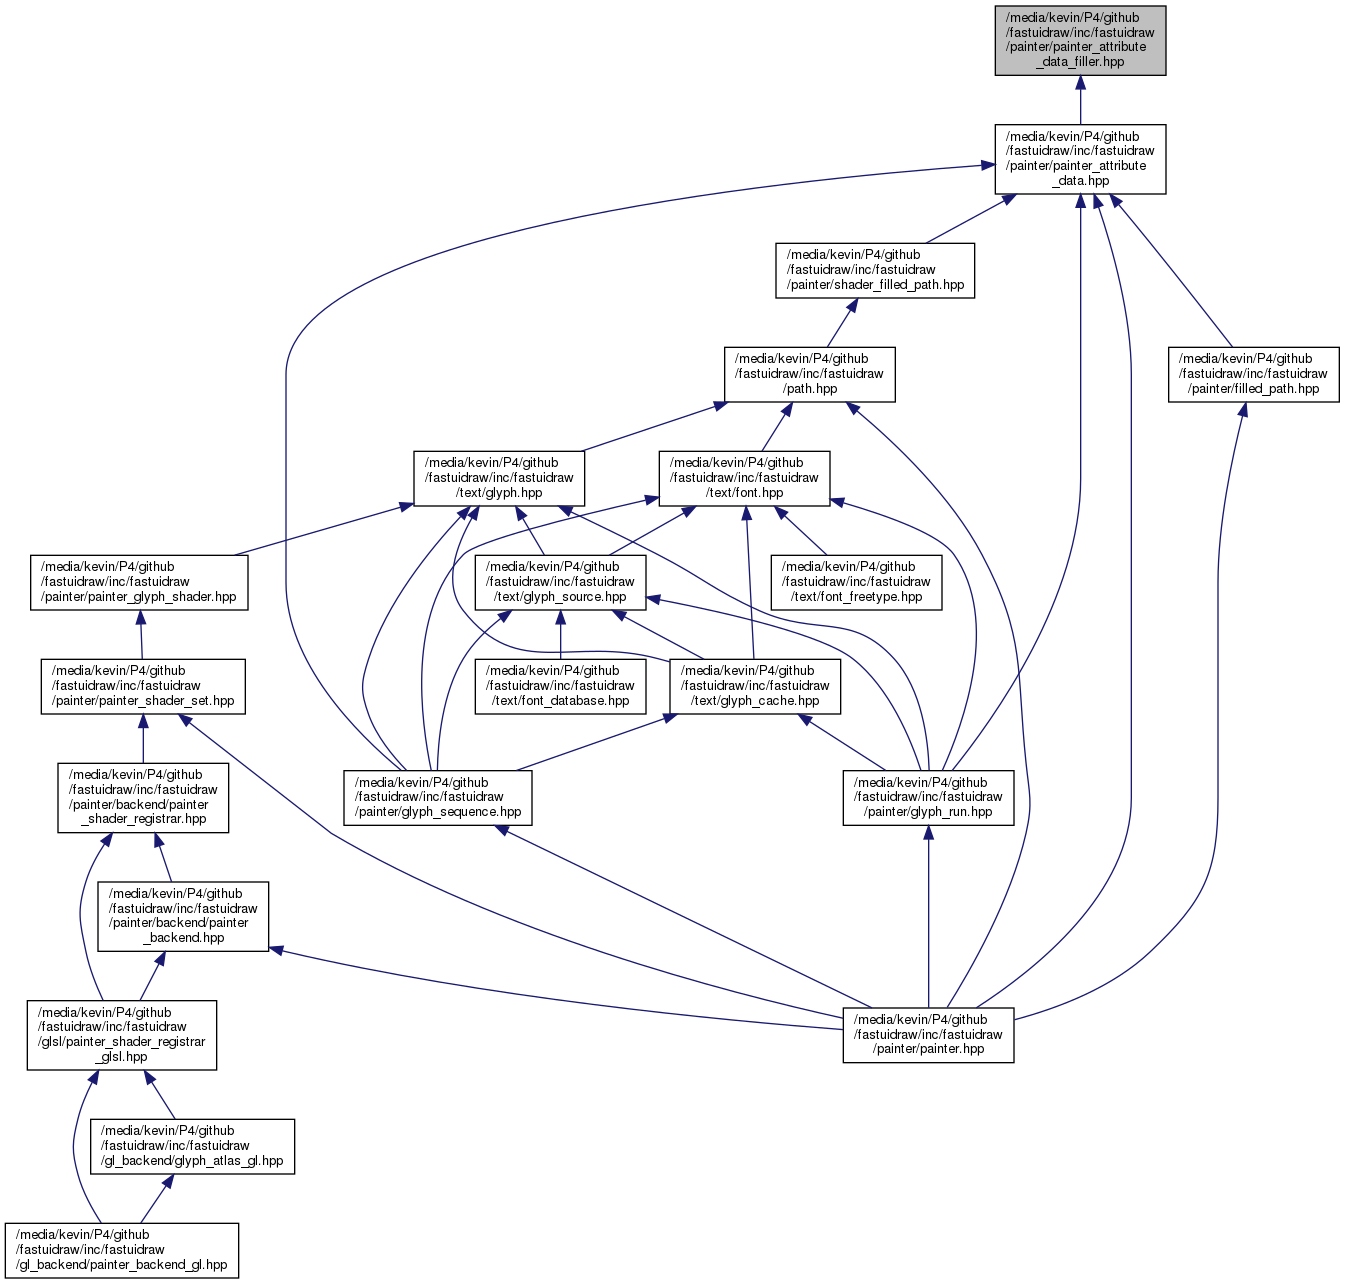 /media/kevin/P4/github
/fastuidraw/inc/fastuidraw
/painter/painter_attribute
_data_filler.hpp
/media/kevin/P4/github
/fastuidraw/inc/fastuidraw
/painter/painter_attribute
_data.hpp
/media/kevin/P4/github
/fastuidraw/inc/fastuidraw
/painter/shader_filled_path.hpp
/media/kevin/P4/github
/fastuidraw/inc/fastuidraw
/path.hpp
/media/kevin/P4/github
/fastuidraw/inc/fastuidraw
/painter/filled_path.hpp
/media/kevin/P4/github
/fastuidraw/inc/fastuidraw
/text/glyph.hpp
/media/kevin/P4/github
/fastuidraw/inc/fastuidraw
/text/font.hpp
/media/kevin/P4/github
/fastuidraw/inc/fastuidraw
/painter/painter_glyph_shader.hpp
/media/kevin/P4/github
/fastuidraw/inc/fastuidraw
/text/glyph_source.hpp
/media/kevin/P4/github
/fastuidraw/inc/fastuidraw
/text/font_freetype.hpp
/media/kevin/P4/github
/fastuidraw/inc/fastuidraw
/painter/painter_shader_set.hpp
/media/kevin/P4/github
/fastuidraw/inc/fastuidraw
/text/font_database.hpp
/media/kevin/P4/github
/fastuidraw/inc/fastuidraw
/text/glyph_cache.hpp
/media/kevin/P4/github
/fastuidraw/inc/fastuidraw
/painter/backend/painter
_shader_registrar.hpp
/media/kevin/P4/github
/fastuidraw/inc/fastuidraw
/painter/glyph_sequence.hpp
/media/kevin/P4/github
/fastuidraw/inc/fastuidraw
/painter/glyph_run.hpp
/media/kevin/P4/github
/fastuidraw/inc/fastuidraw
/painter/backend/painter
_backend.hpp
/media/kevin/P4/github
/fastuidraw/inc/fastuidraw
/glsl/painter_shader_registrar
_glsl.hpp
/media/kevin/P4/github
/fastuidraw/inc/fastuidraw
/painter/painter.hpp
/media/kevin/P4/github
/fastuidraw/inc/fastuidraw
/gl_backend/glyph_atlas_gl.hpp
/media/kevin/P4/github
/fastuidraw/inc/fastuidraw
/gl_backend/painter_backend_gl.hpp